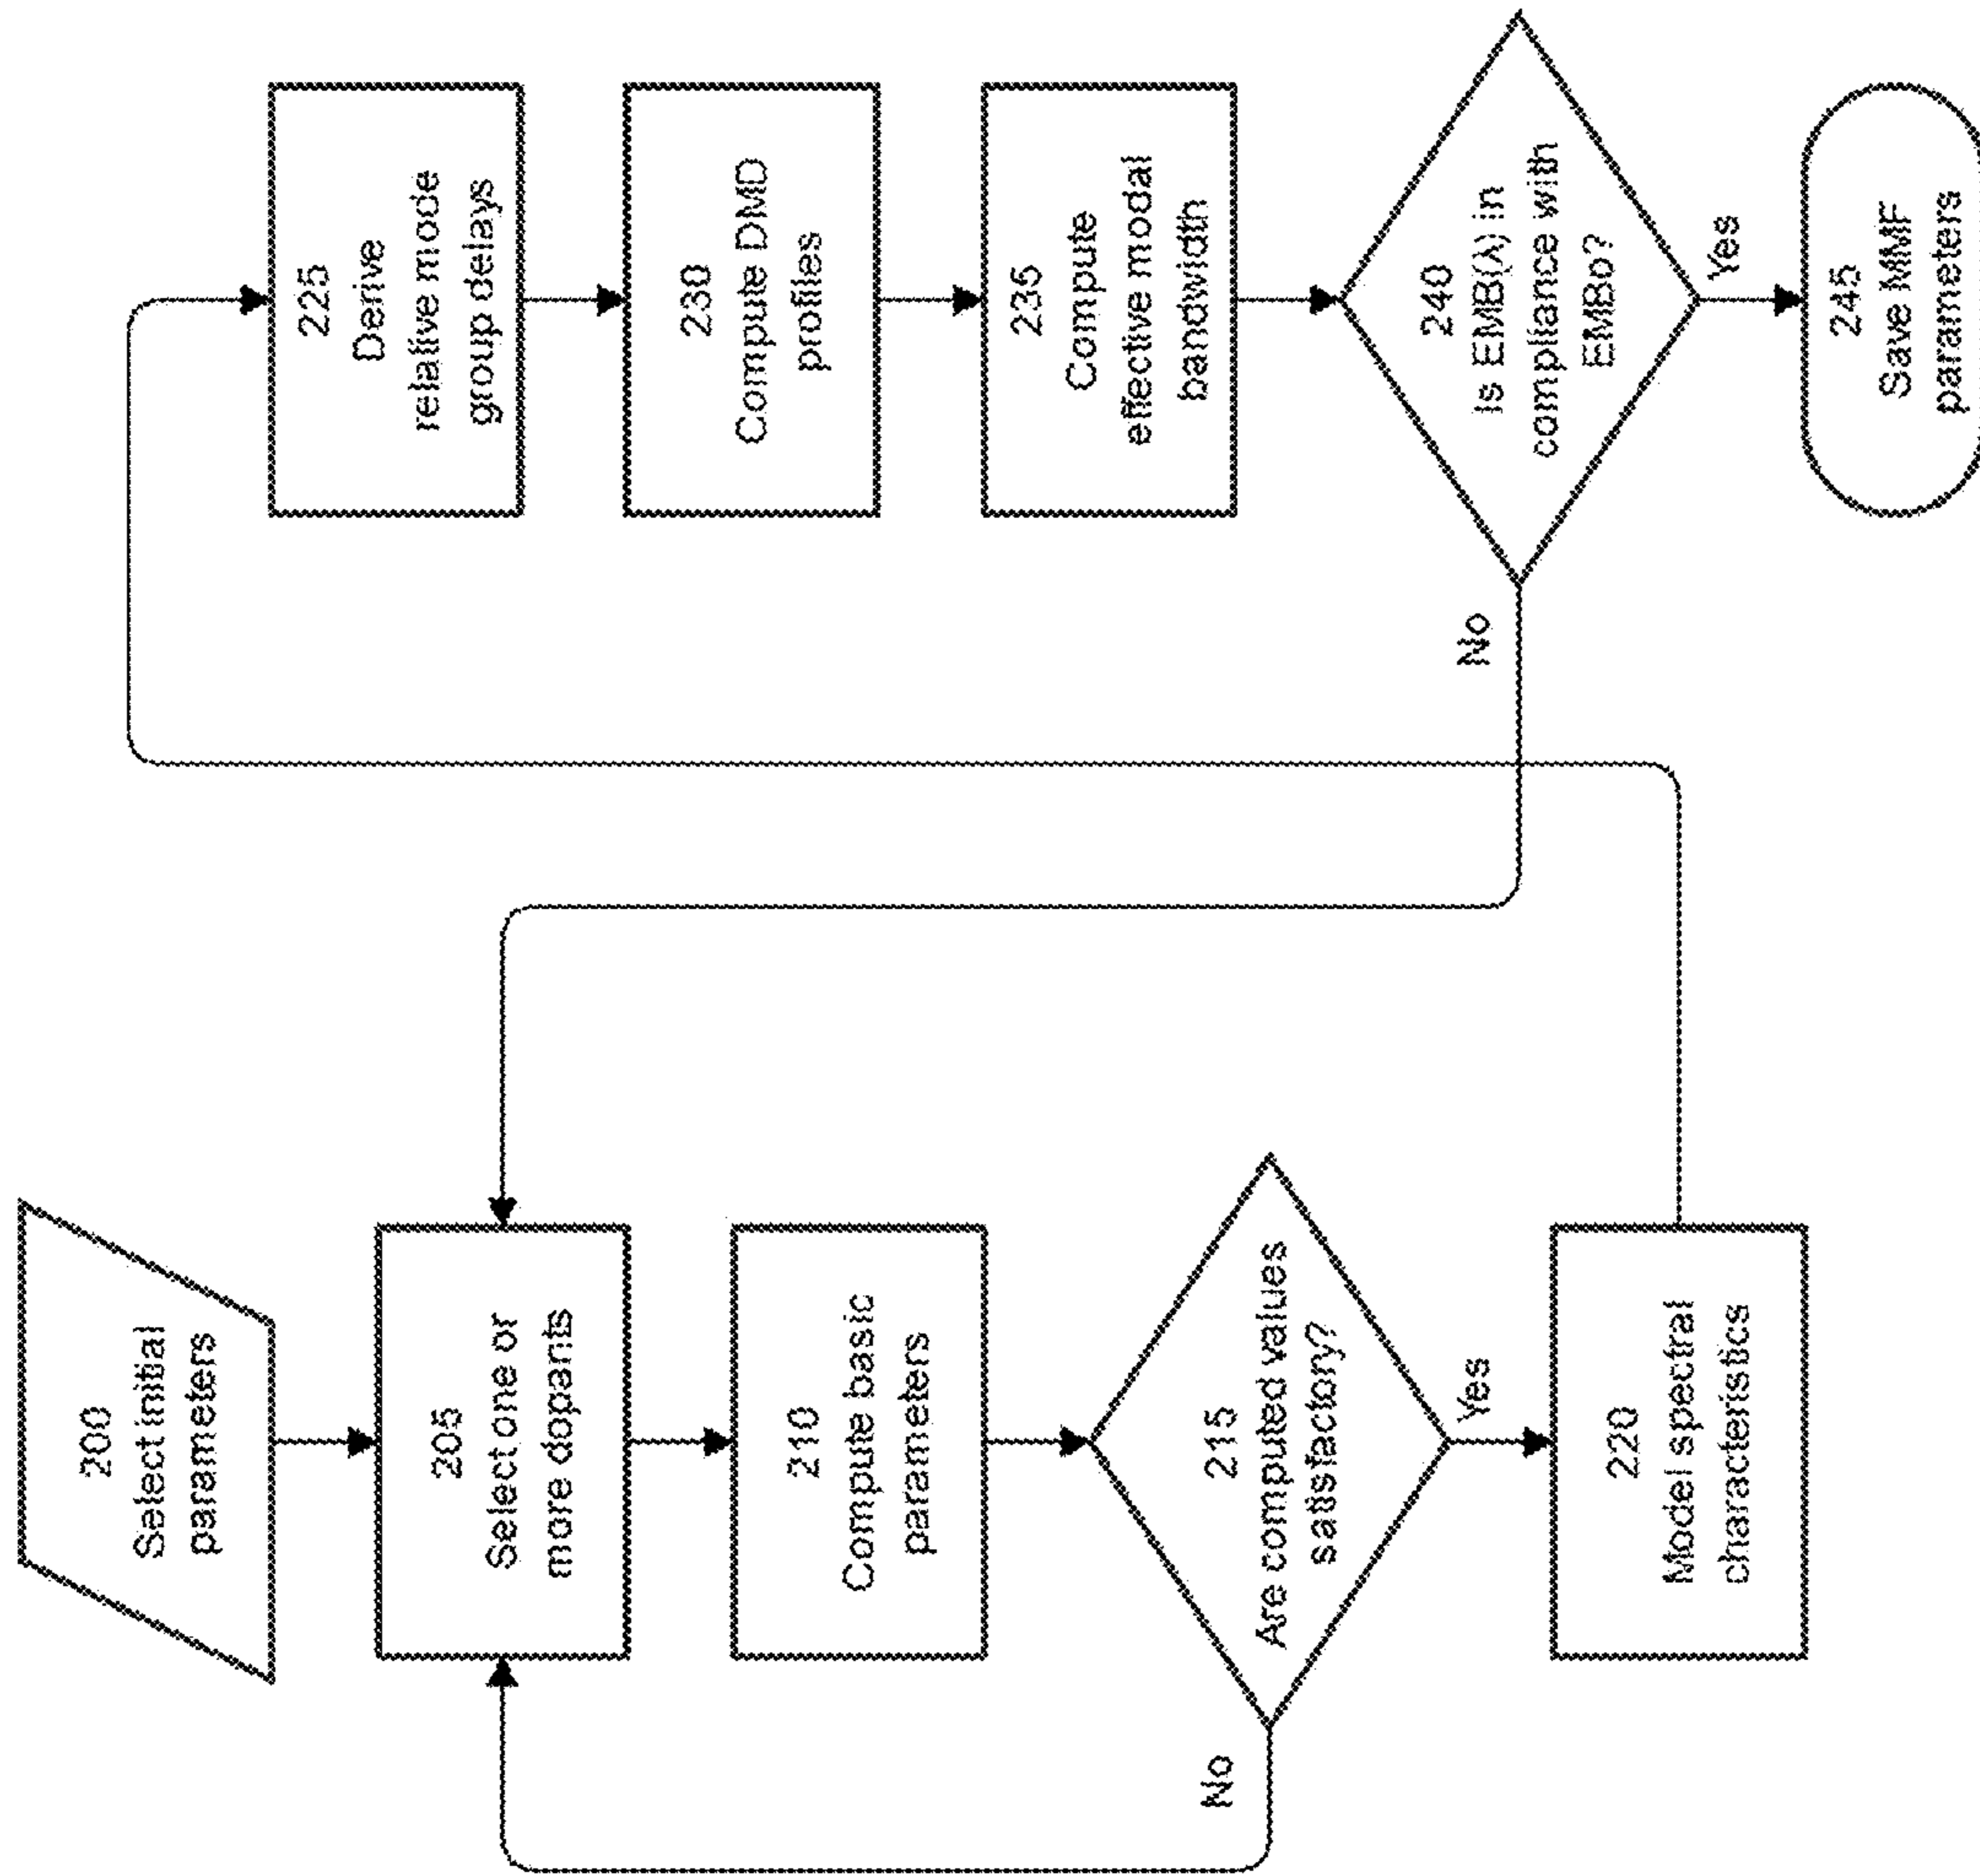 200
Select initial
parameters
205
Select one or
more dopants
210
Compute basic
parameters
215
Are computed values
satisfactory?
No
Yes
220
Model spectral
characteristics
225
Derive
relative mode
group delays
230
Compute DMD
profiles
235
Compute
effective modal
bandwidth
240
Is EMB(λ) in
compliance with
EMBo?
No
Yes
245
Save MMF
parameters